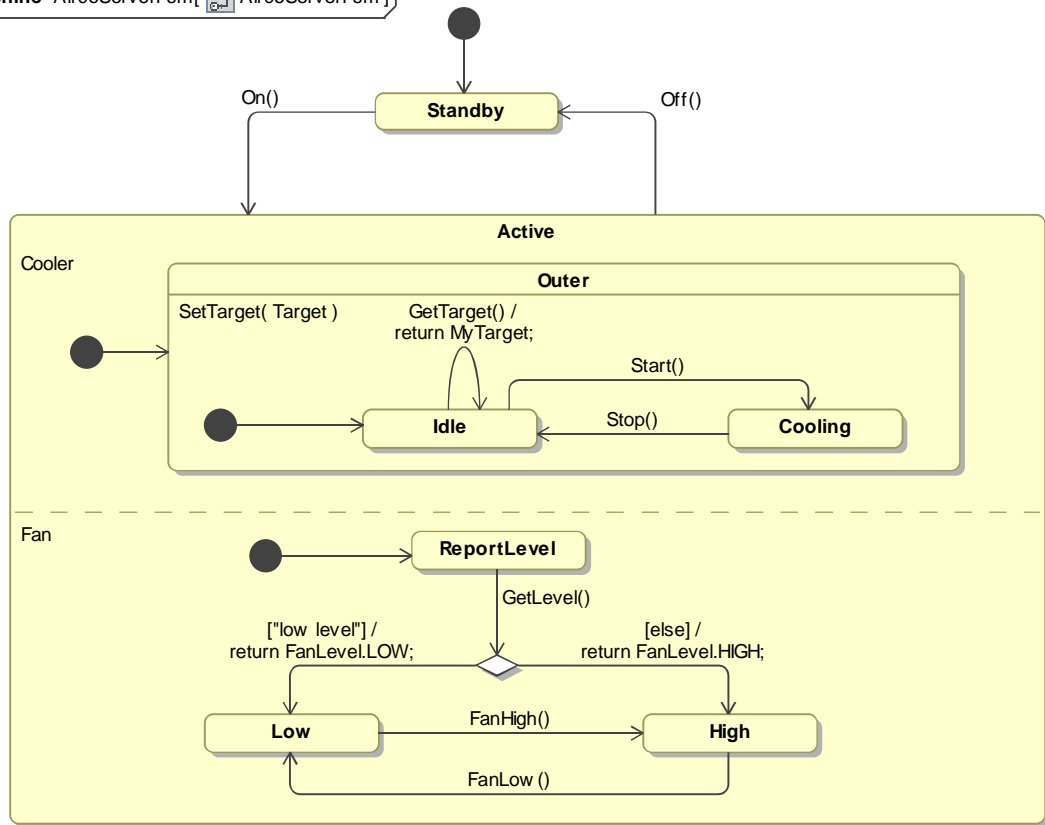 On()
Off()
Standby
Active
Cooler
Outer
SetTarget( Target )
GetTarget() /
return MyTarget;
Start()
Idle
Stop()
Cooling
Fan
ReportLevel
GetLevel()
["low level"] /
return FanLevel.LOW;
[else] /
return FanLevel.HIGH;
Low
FanHigh()
High
FanLow ()